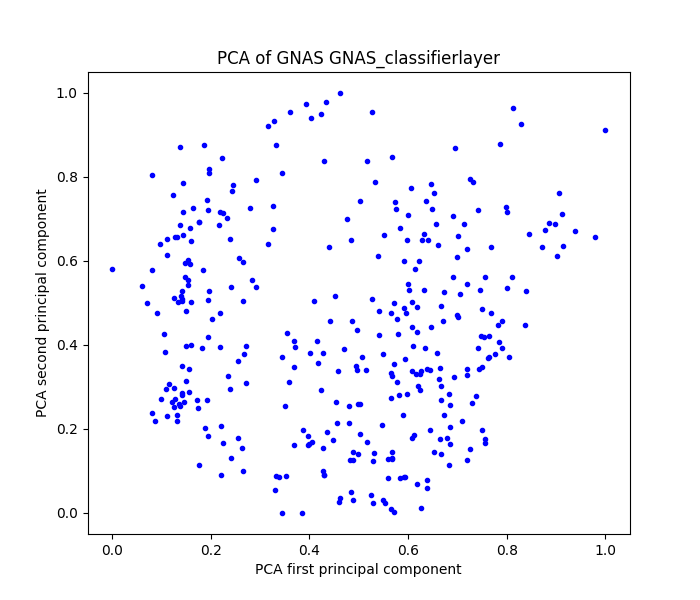 PCA of GNAS GNAS_classifierlayer
1.0
0.8
0.6
0.4
0.2
0.0
PCA second principal component
0.0 0.2 0.4 0.6 0.8 1.0
PCA first principal component